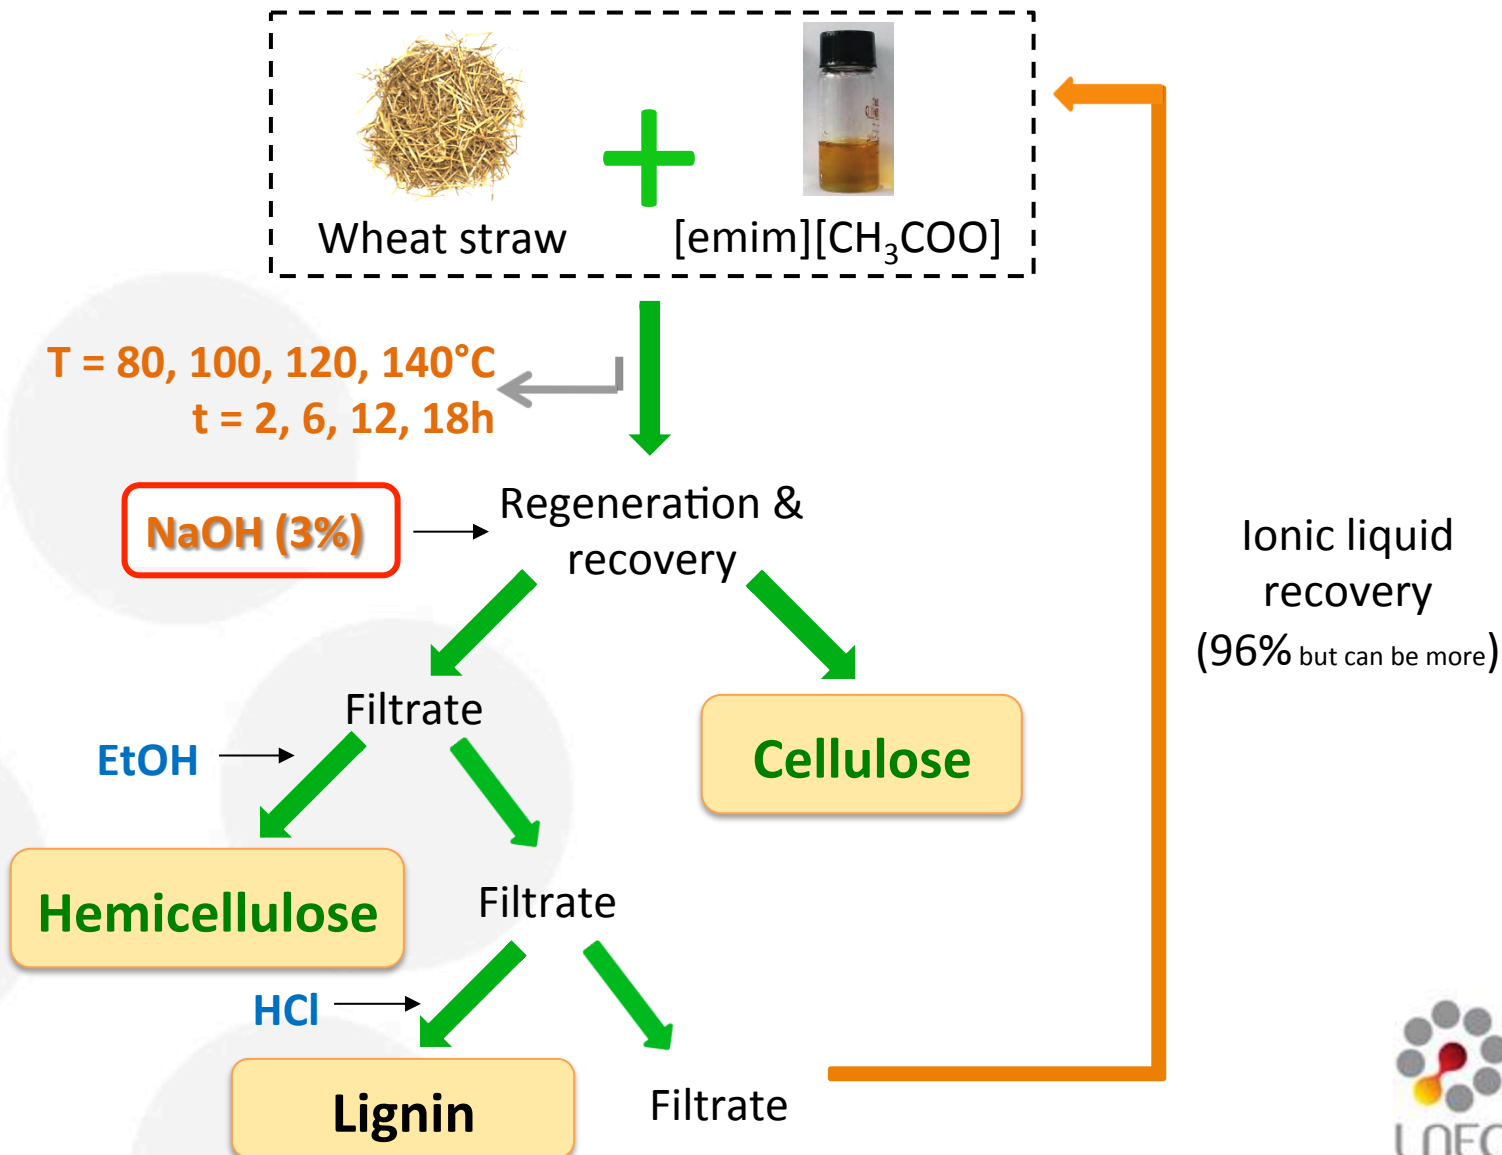 Wheat straw
[emim][CH₃COO]
T = 80, 100, 120, 140°C
t = 2, 6, 12, 18h
NaOH (3%)
Regeneration &
recovery
Ionic liquid
recovery
(96% but can be more)
Filtrate
EtOH
Cellulose
Hemicellulose
Filtrate
HCl
Lignin
Filtrate